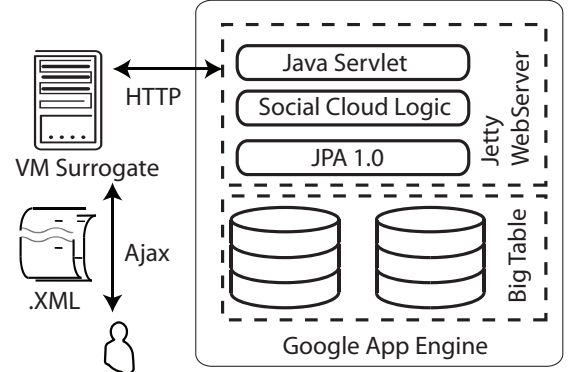 Java Servlet
Social Cloud Logic
JPA 1.0
Jetty
WebServer
HTTP
VM Surrogate
Ajax
.XML
Big Table
Google App Engine